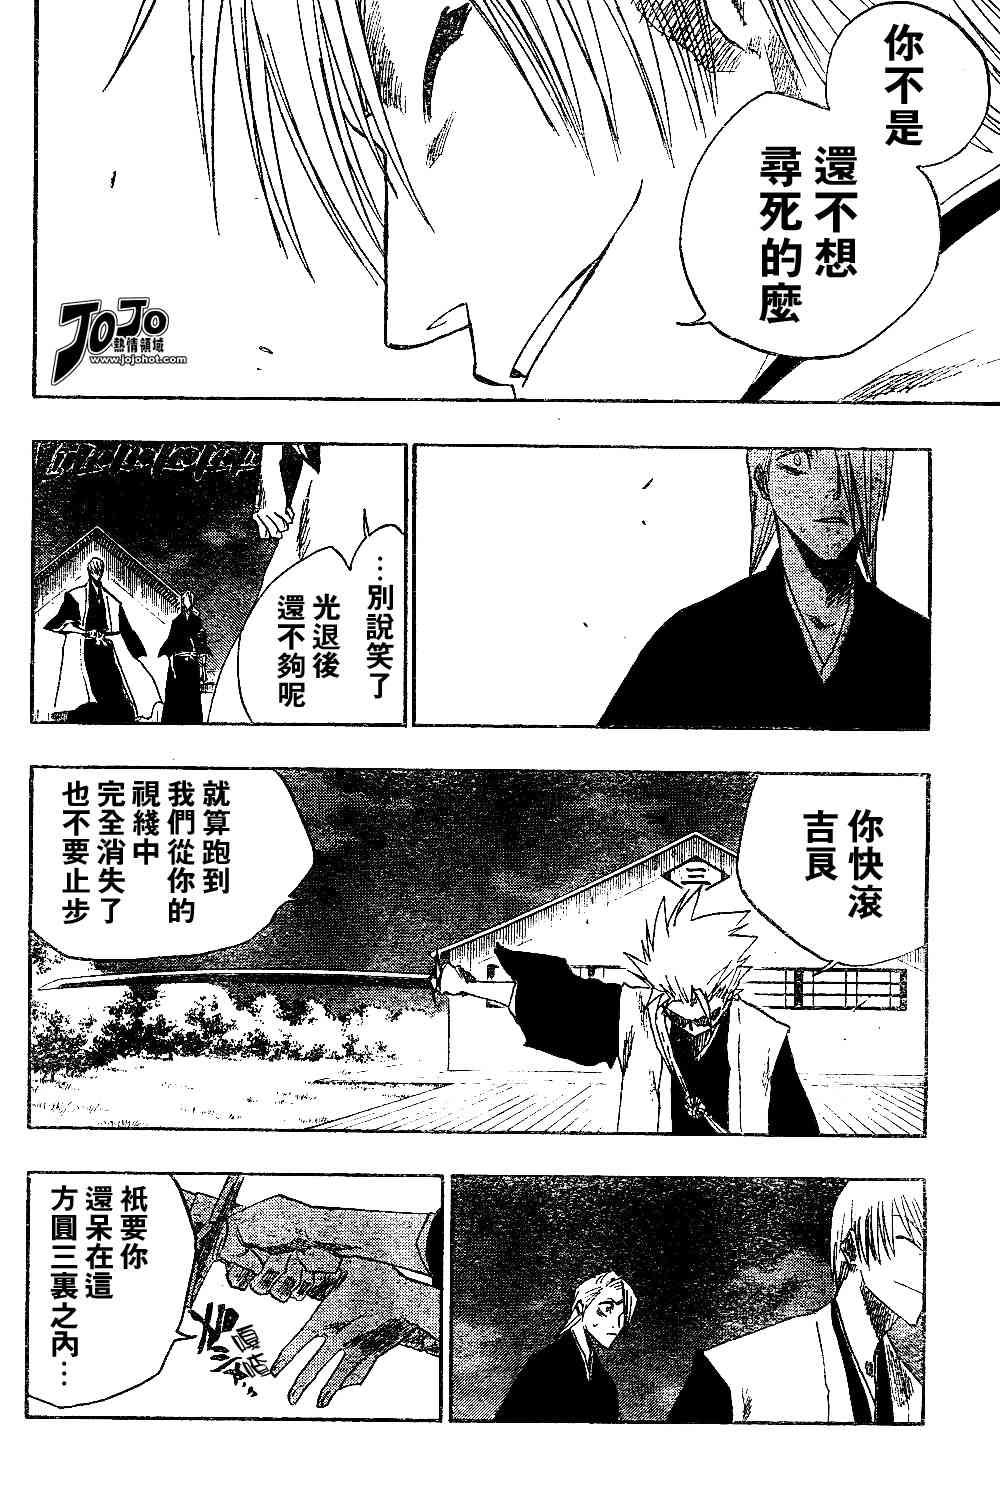 你不是
還不想
尋死的麼
JOJO
熱情領域
www.jojohot.com
…別說笑了
光退後
還不夠呢
你快滾
吉良
三
就算跑到
我們從你的
視綫中
完全消失了
也不要止步
祇要你
還呆在這
方圓三裏之內…